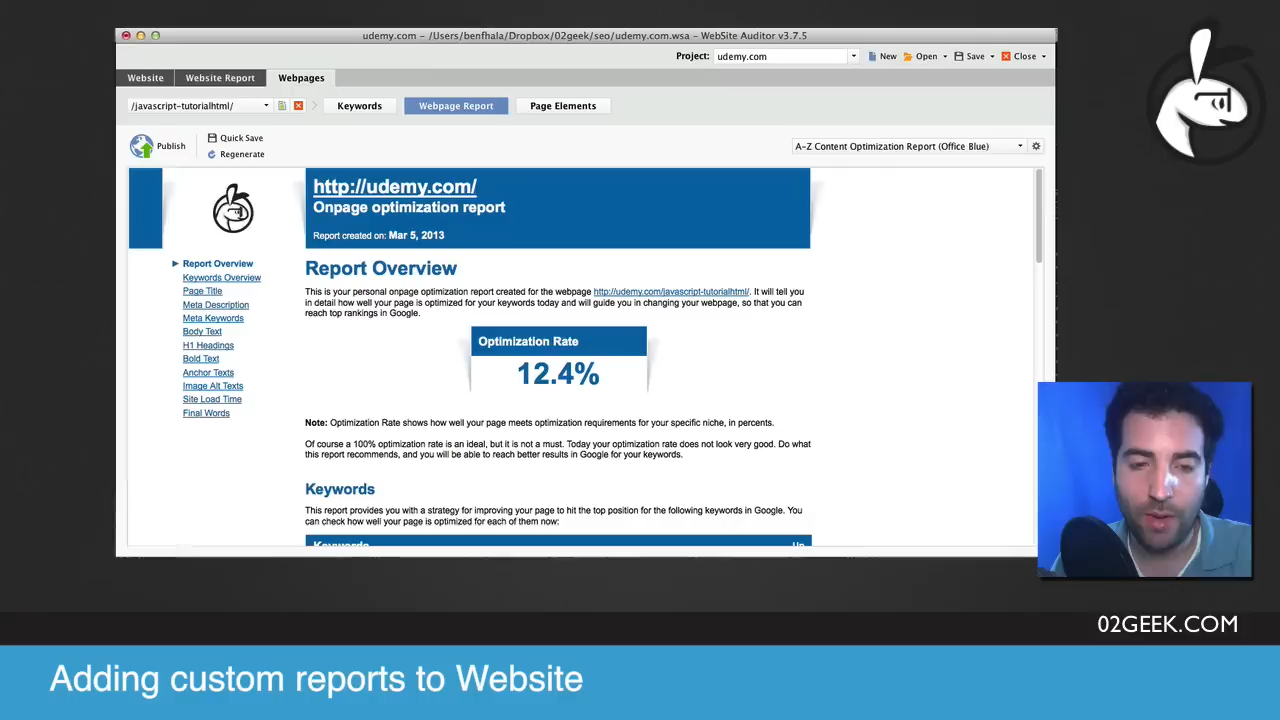 udemy.com – /Users/benfhala/Dropbox/02geek/seo/udemy.com.wsa – WebSite Auditor v3.7.5
Project: udemy.com New Open Save Close
Website Website Report Webpages
/javascript-tutorialhtml/ Keywords Webpage Report Page Elements
Publish
Quick Save
Regenerate
A-Z Content Optimization Report (Office Blue)
http://udemy.com/
Onpage optimization report
Report created on: Mar 5, 2013
Report Overview
Keywords Overview
Page Title
Meta Description
Meta Keywords
Body Text
H1 Headings
Bold Text
Anchor Texts
Image Alt Texts
Site Load Time
Final Words
Report Overview
This is your personal onpage optimization report created for the webpage http://udemy.com/javascript-tutorialhtml/. It will tell you
in detail how well your page is optimized for your keywords today and will guide you in changing your webpage, so that you can
reach top rankings in Google.
Optimization Rate
12.4%
Note: Optimization Rate shows how well your page meets optimization requirements for your specific niche, in percents.
Of course a 100% optimization rate is an ideal, but it is not a must. Today your optimization rate does not look very good. Do what
this report recommends, and you will be able to reach better results in Google for your keywords.
Keywords
This report provides you with a strategy for improving your page to hit the top position for the following keywords in Google. You
can check how well your page is optimized for each of them now:
Keywords
02GEEK.COM
Adding custom reports to Website